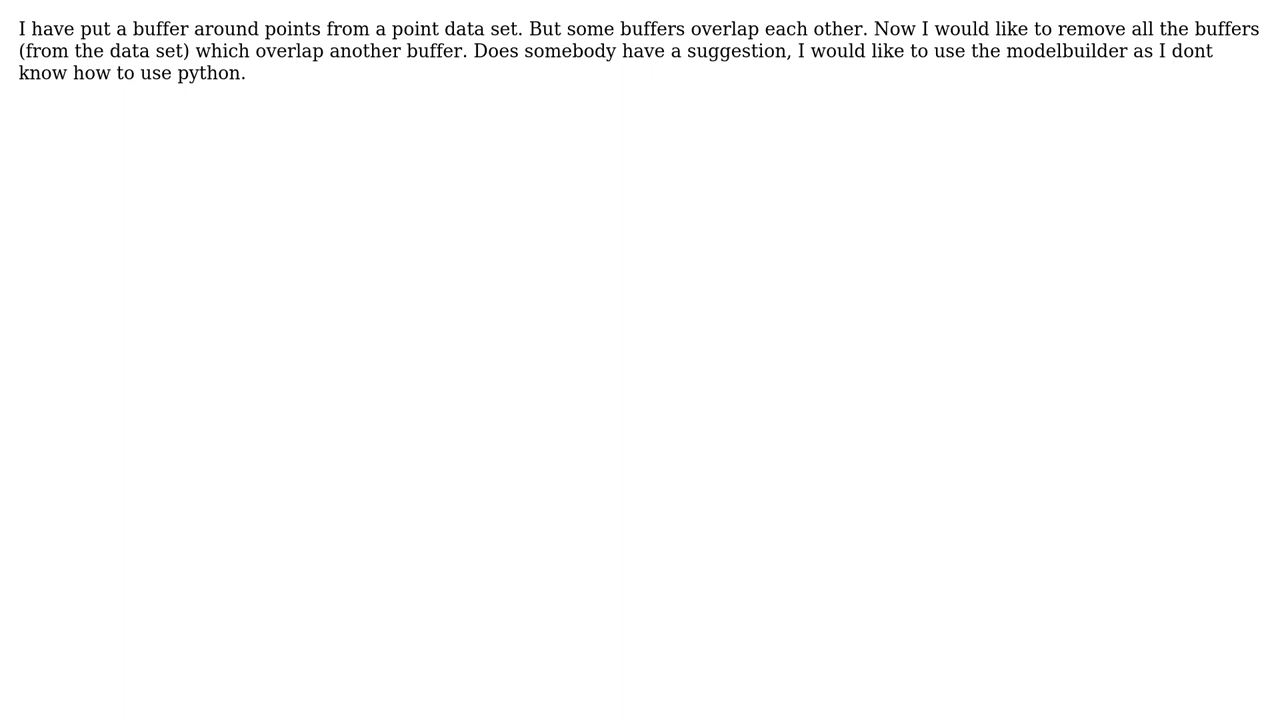 I have put a buffer around points from a point data set. But some buffers overlap each other. Now I would like to remove all the buffers
(from the data set) which overlap another buffer. Does somebody have a suggestion, I would like to use the modelbuilder as I dont
know how to use python.